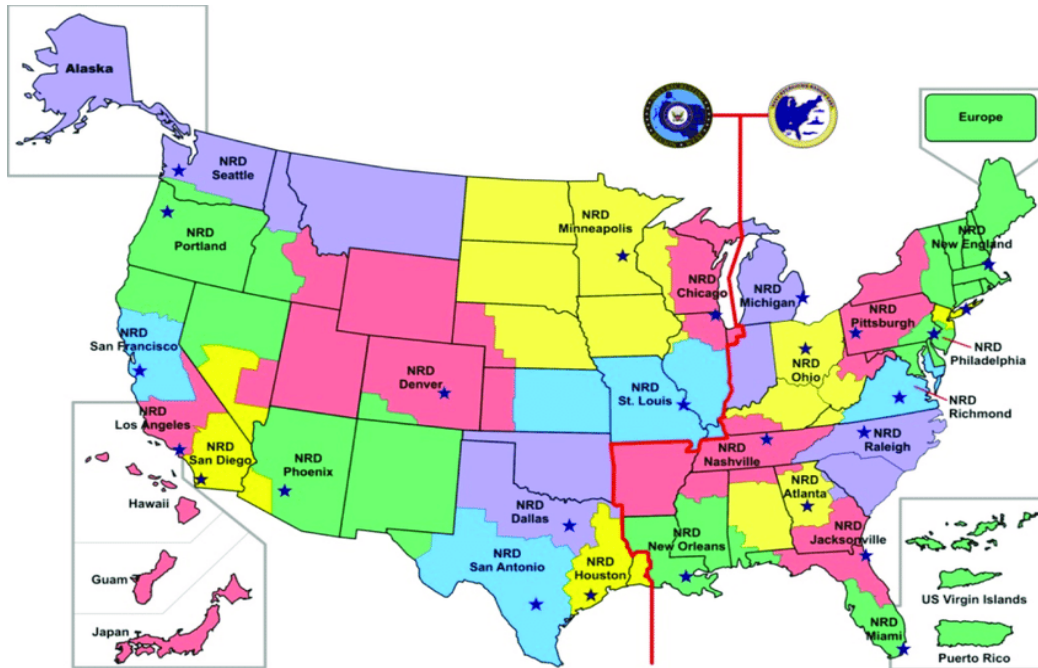 Alaska
Europe
NRD
Seattle
NRD
Portland
NRD
Minneapolis
NRD
New England
NRD
Chicago
NRD
Michigan
NRD
Pittsburgh
NRD
Philadelphia
NRD
San Francisco
NRD
Denver
NRD
St. Louis
NRD
Ohio
NRD
Richmond
NRD
Los Angeles
NRD
San Diego
NRD
Phoenix
NRD
Nashville
NRD
Raleigh
NRD
Atlanta
NRD
Dallas
NRD
Jacksonville
NRD
New Orleans
NRD
San Antonio
NRD
Houston
NRD
Miami
Hawaii
Guam
Japan
US Virgin Islands
Puerto Rico